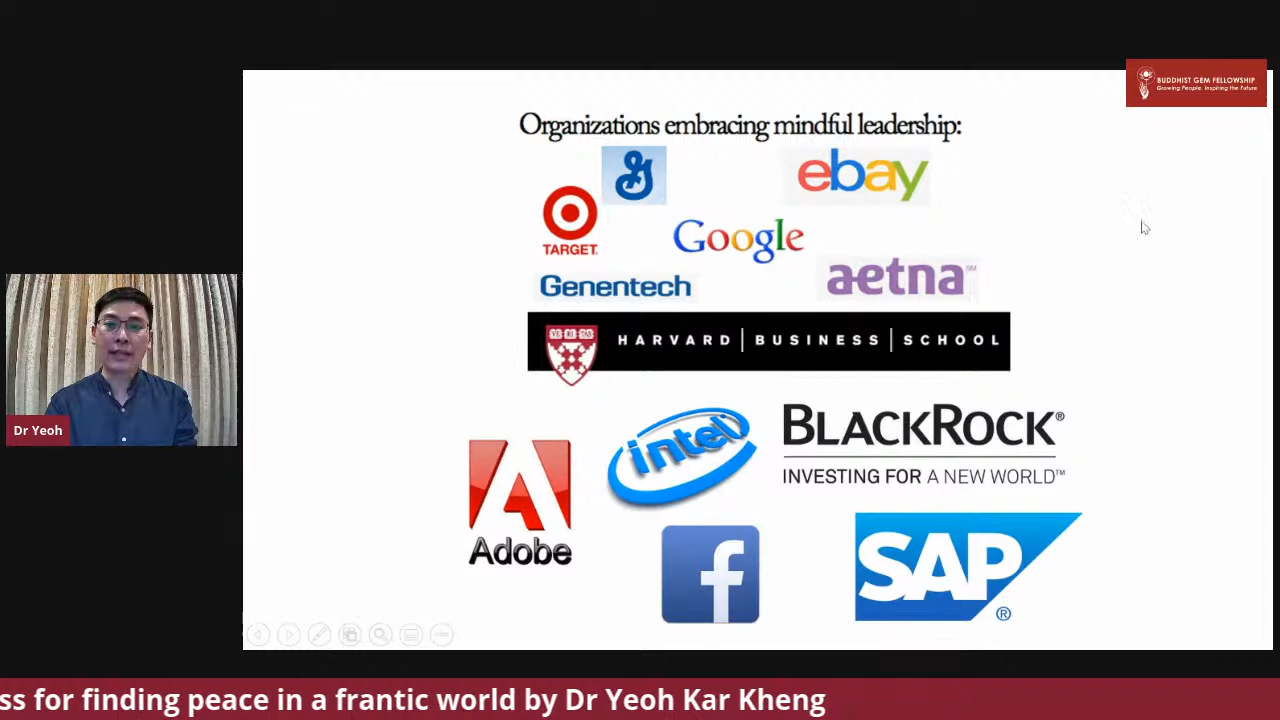 BUDDHIST GEM FELLOWSHIP
Growing People, Inspiring the Future
Organizations embracing mindful leadership:
ebay
TARGET.
Google
Genentech
aetna SM
HARVARD | BUSINESS | SCHOOL
intel
BLACKROCK®
INVESTING FOR A NEW WORLD™
Adobe
f
SAP ®
Dr Yeoh
ss for finding peace in a frantic world by Dr Yeoh Kar Kheng